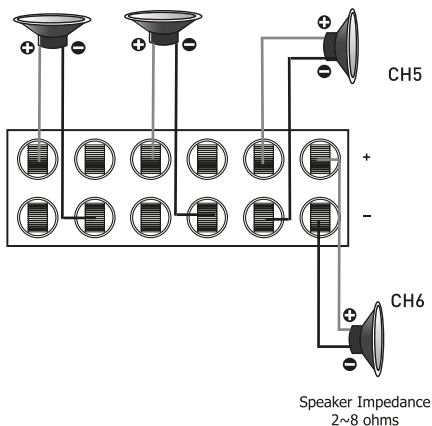 + − + − +
CH5
−
+
−
+
CH6
−
Speaker Impedance
2~8 ohms